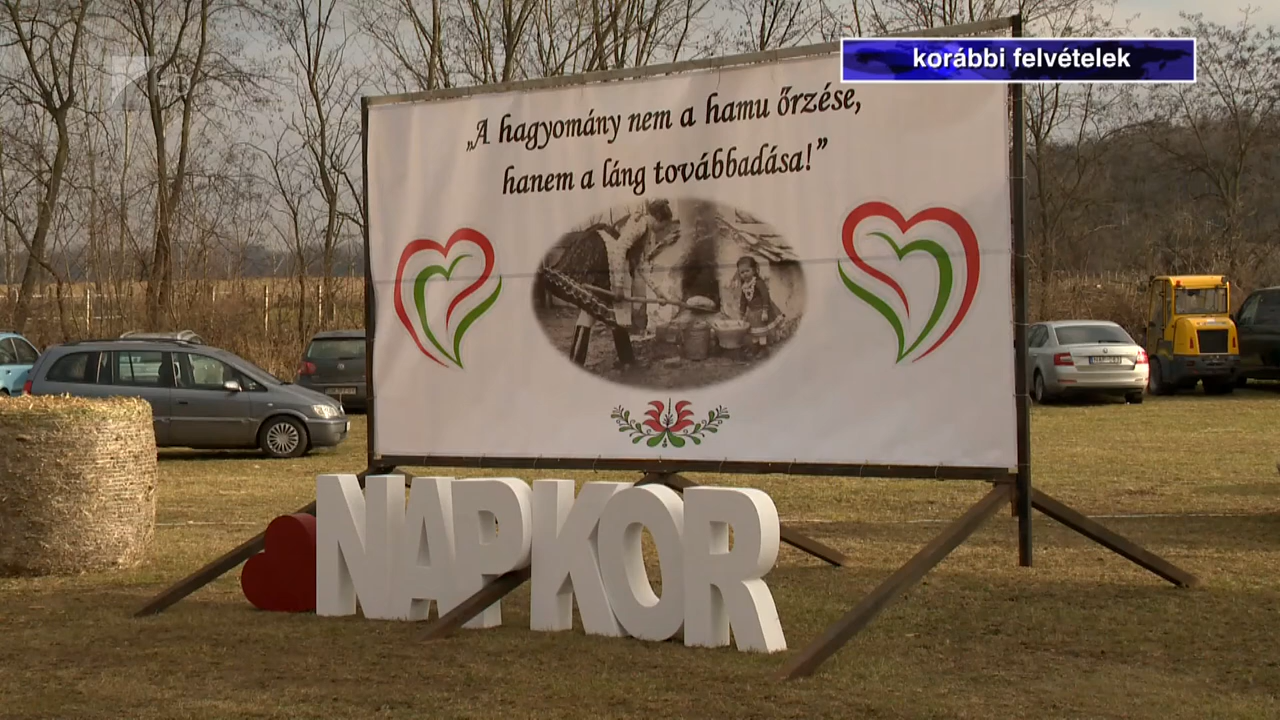 korábbi felvételek
„A hagyomány nem a hamu őrzése,
hanem a láng továbbadása!”
NAPKOR